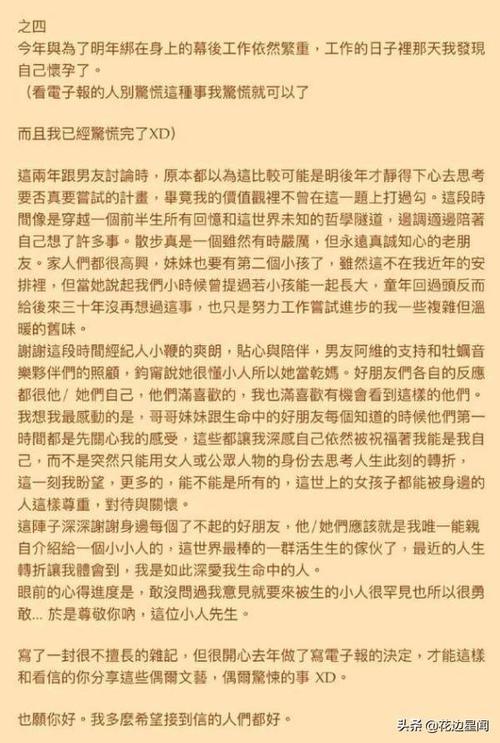 之四
今年與為了明年綁在身上的幕後工作依然繁重，工作的日子裡那天我發現
自己懷孕了。
（看電子報的人別驚慌這種事我驚慌就可以了
而且我已經驚慌完了XD）
這兩年跟男友討論時，原本都以為這比較可能是明後年才靜得下心去思考
要否真要嘗試的計畫，畢竟我的價值觀裡不曾在這一題上打過勾。這段時
間像是穿越一個前半生所有回憶和這世界未知的哲學隧道，邊調適邊陪著
自己想了許多事。散步真是一個雖然有時嚴厲，但永遠真誠知心的老朋
友。家人們都很高興，妹妹也要有第二個小孩了，雖然這不在我近年的安
排裡，但當她說起我們小時候曾提過若小孩能一起長大，童年回過頭反而
給後來三十年沒再想過這事，也只是努力工作嘗試進步的我一些複雜但溫
暖的舊味。
謝謝這段時間經紀人小鞭的爽朗，貼心與陪伴，男友阿維的支持和牡蠣音
樂夥伴們的照顧，鈞甯說她很懂小人所以她當乾媽。好朋友們各自的反應
都很他/ 她們自己，他們滿喜歡的，我也滿喜歡有機會看到這樣的他們。
我想我最感動的是，哥哥妹妹跟生命中的好朋友每個知道的時候他們第一
時間都是先關心我的感受，這些都讓我深感自己依然被祝福著我能是我自
己，而不是突然只能用女人或公眾人物的身份去思考人生此刻的轉折，
這一刻我盼望，更多的，能不能是所有的，這世上的女孩子都能被身邊的
人這樣尊重，對待與關懷。
這陣子深深謝謝身邊每個了不起的好朋友，他/她們應該就是我唯一能親
自介紹給一個小小人的，這世界最棒的一群活生生的傢伙了，最近的人生
轉折讓我體會到，我是如此深愛我生命中的人。
眼前的心得進度是，敢沒問過我意見就要來被生的小人很罕見也所以很勇
敢... 於是尊敬你吶，這位小人先生。
寫了一封很不擅長的雜記，但很開心去年做了寫電子報的決定，才能這樣
和看信的你分享這些偶爾文藝，偶爾驚悚的事 XD。
也願你好。我多麼希望接到信的人們都好。
头条 @花边星闻